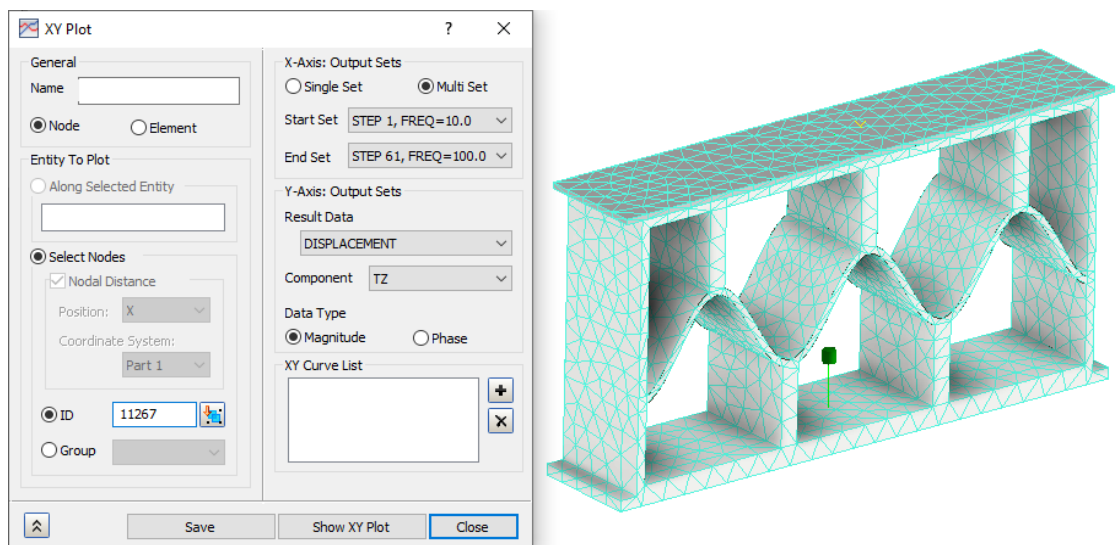 XY Plot
?
General
Name
Node
Element
Entity To Plot
Along Selected Entity
Select Nodes
Nodal Distance
Position:
X
Coordinate System:
Part 1
ID
11267
Group
X-Axis: Output Sets
Single Set
Multi Set
Start Set
STEP 1, FREQ=10.0
End Set
STEP 61, FREQ=100.0
Y-Axis: Output Sets
Result Data
DISPLACEMENT
Component
TZ
Data Type
Magnitude
Phase
XY Curve List
Save
Show XY Plot
Close